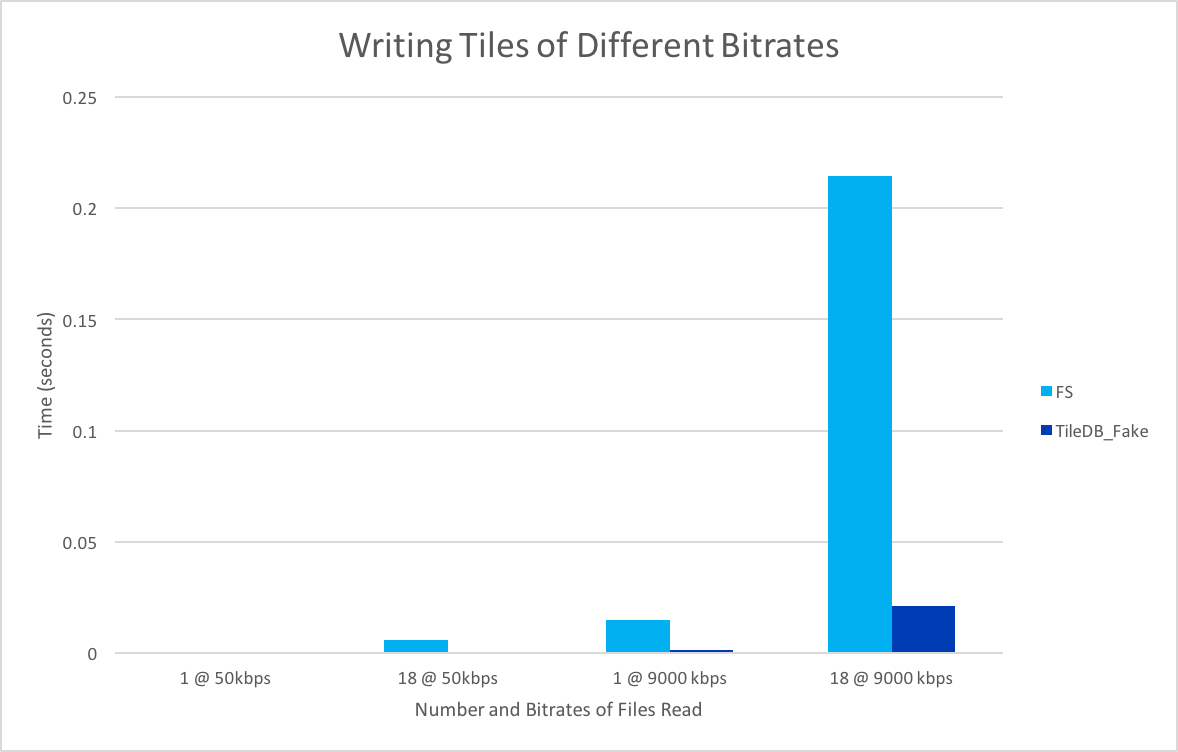 Writing Tiles of Different Bitrates
0.25
0.2
0.15
0.1
0.05
0
Time (seconds)
1 @ 50kbps
18 @ 50kbps
1 @ 9000 kbps
18 @ 9000 kbps
Number and Bitrates of Files Read
FS
TileDB_Fake